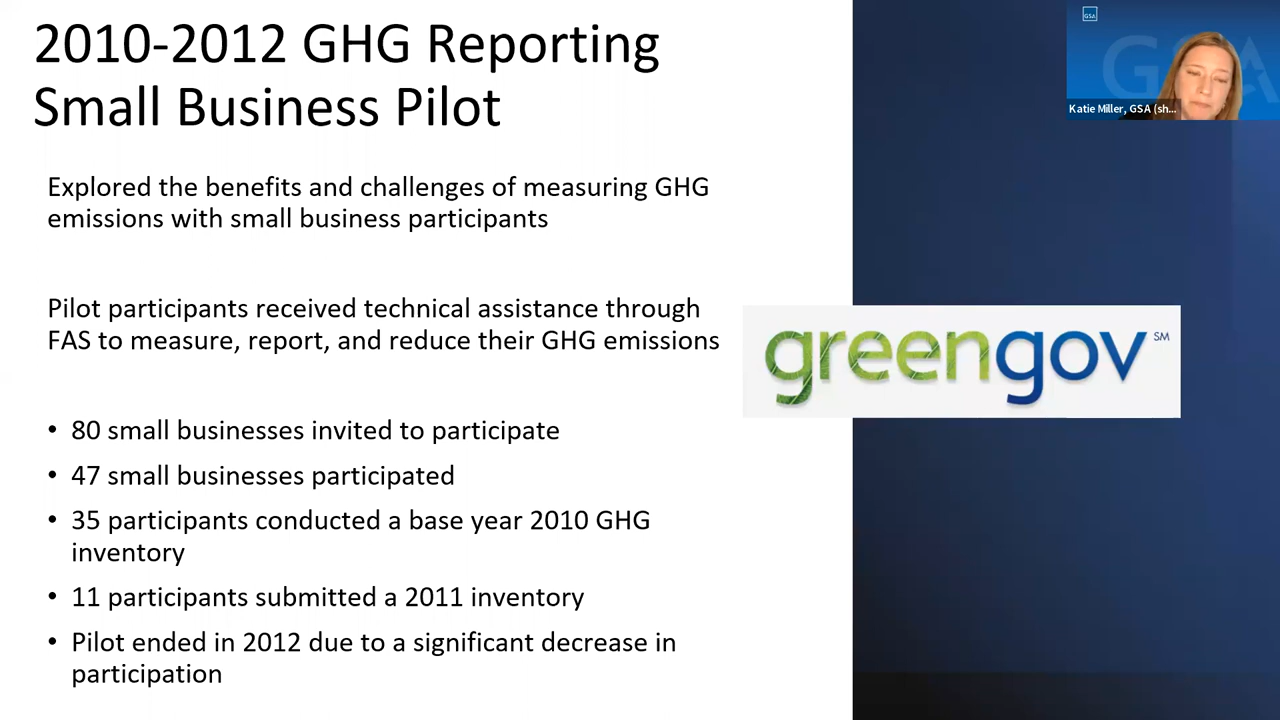 2010-2012 GHG Reporting
Small Business Pilot
GSA
GSA
Katie Miller, GSA (sh...
Explored the benefits and challenges of measuring GHG
emissions with small business participants
Pilot participants received technical assistance through
FAS to measure, report, and reduce their GHG emissions
greengov SM
• 80 small businesses invited to participate
• 47 small businesses participated
• 35 participants conducted a base year 2010 GHG
inventory
• 11 participants submitted a 2011 inventory
• Pilot ended in 2012 due to a significant decrease in
participation